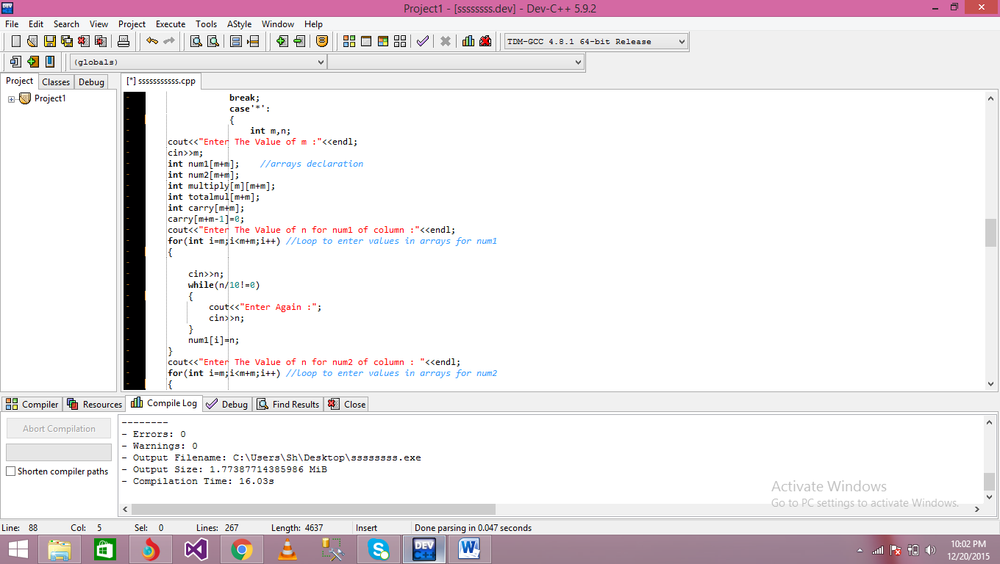 Project1 - [ssssssss.dev] - Dev-C++ 5.9.2
File Edit Search View Project Execute Tools AStyle Window Help
TDM-GCC 4.8.1 64-bit Release
(globals)
Project Classes Debug
[*] sssssssssss.cpp
Project1
break;
case'*':
{
int m,n;
cout<<"Enter The Value of m :"<<endl;
cin>>m;
int num1[m+m]; //arrays declaration
int num2[m+m];
int multiply[m][m+m];
int totalmul[m+m];
int carry[m+m];
carry[m+m-1]=0;
cout<<"Enter The Value of n for num1 of column :"<<endl;
for(int i=m;i<m+m;i++) //Loop to enter values in arrays for num1
{
cin>>n;
while(n/10!=0)
{
cout<<"Enter Again :";
cin>>n;
}
num1[i]=n;
}
cout<<"Enter The Value of n for num2 of column : "<<endl;
for(int i=m;i<m+m;i++) //loop to enter values in arrays for num2
{
Compiler Resources Compile Log Debug Find Results Close
Abort Compilation
Shorten compiler paths
--------
- Errors: 0
- Warnings: 0
- Output Filename: C:\Users\Sh\Desktop\ssssssss.exe
- Output Size: 1.77387714385986 MiB
- Compilation Time: 16.03s
Activate Windows
Go to PC settings to activate Windows.
Line: 88 Col: 5 Sel: 0 Lines: 267 Length: 4637 Insert Done parsing in 0.047 seconds
DEV C++
10:02 PM
12/20/2015